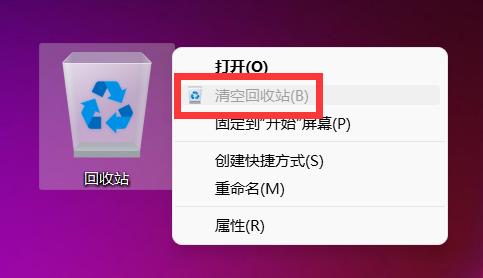 回收站
打开(O)
清空回收站(B)
固定到"开始"屏幕(P)
创建快捷方式(S)
重命名(M)
属性(R)